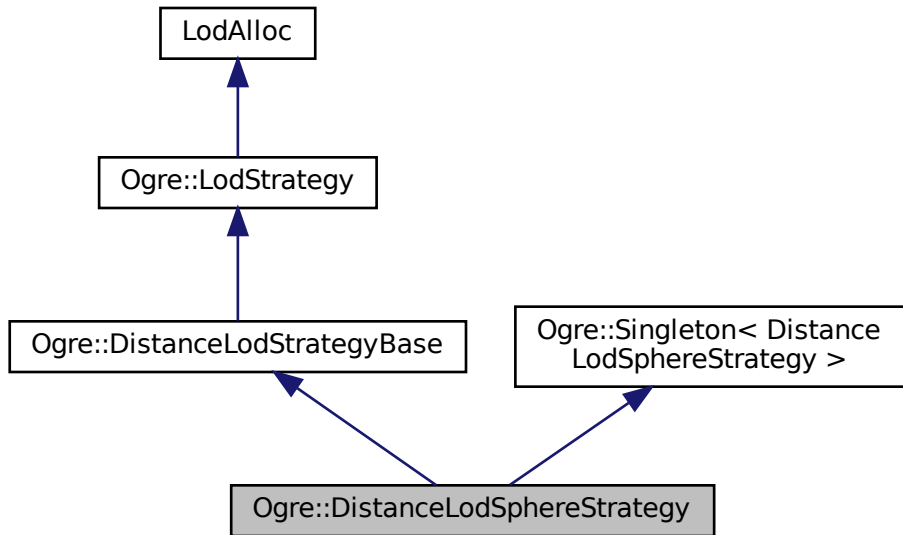 LodAlloc
Ogre::LodStrategy
Ogre::DistanceLodStrategyBase
Ogre::Singleton< Distance
LodSphereStrategy >
Ogre::DistanceLodSphereStrategy